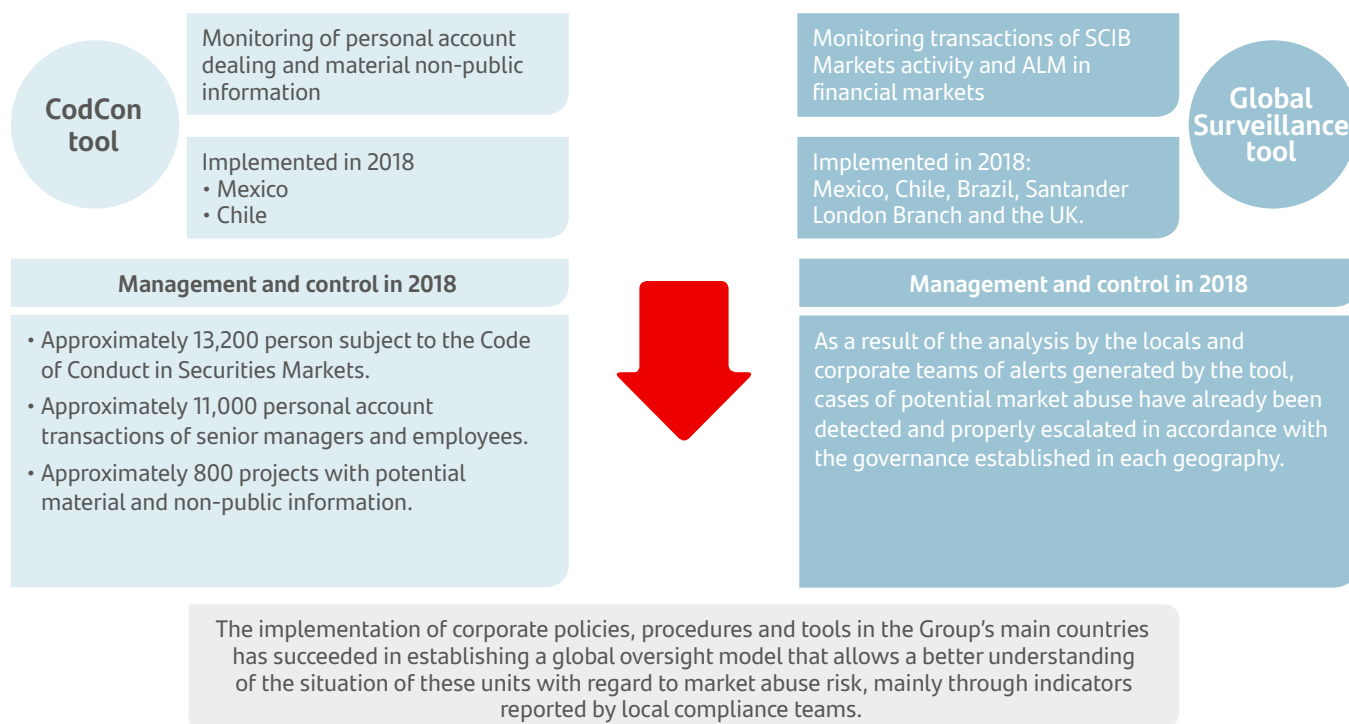 CodCon
tool
Monitoring of personal account
dealing and material non-public
information
Implemented in 2018
• Mexico
• Chile
Management and control in 2018
• Approximately 13,200 person subject to the Code
of Conduct in Securities Markets.
• Approximately 11,000 personal account
transactions of senior managers and employees.
• Approximately 800 projects with potential
material and non-public information.
Monitoring transactions of SCIB
Markets activity and ALM in
financial markets
Global
Surveillance
tool
Implemented in 2018:
Mexico, Chile, Brazil, Santander
London Branch and the UK.
Management and control in 2018
As a result of the analysis by the locals and
corporate teams of alerts generated by the tool,
cases of potential market abuse have already been
detected and properly escalated in accordance with
the governance established in each geography.
The implementation of corporate policies, procedures and tools in the Group's main countries
has succeeded in establishing a global oversight model that allows a better understanding
of the situation of these units with regard to market abuse risk, mainly through indicators
reported by local compliance teams.